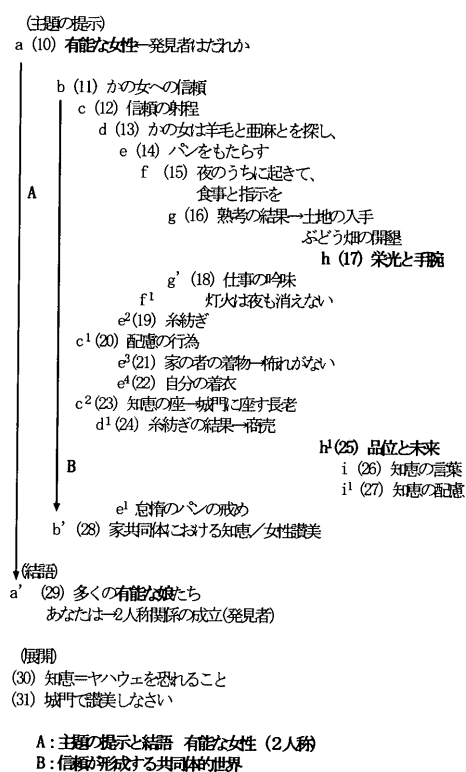 (主題の提示)
a (10) 有能な女性―発見者はだれか
b (11) かの女への信頼
c (12) 信頼の射程
d (13) かの女は羊毛と亜麻とを探し、
e (14) パンをもたらす
f (15) 夜のうちに起きて、
食事と指示を
A
g (16) 熟考の結果→土地の入手
ぶどう畑の開墾
h (17) 栄光と手腕
g' (18) 仕事の吟味
f¹ 灯火は夜も消えない
e²(19) 糸紡ぎ
c¹(20) 配慮の行為
e³(21) 家の者の着物―怖れがない
e⁴(22) 自分の着衣
c²(23) 知恵の座―城門に座す長老
d¹(24) 糸紡ぎの結果―商売
h¹(25) 品位と未来
B
i (26) 知恵の言葉
i¹ (27) 知恵の配慮
e¹ 怠惰のパンの戒め
b' (28) 家共同体における知恵／女性讃美
(結語)
a' (29) 多くの有能な娘たち
あなたは→2人称関係の成立(発見者)
(展開)
(30) 知恵＝ヤハウェを恐れること
(31) 城門で讃美しなさい
A：主題の提示と結語 有能な女性（２人称）
B：信頼が形成する共同体的世界